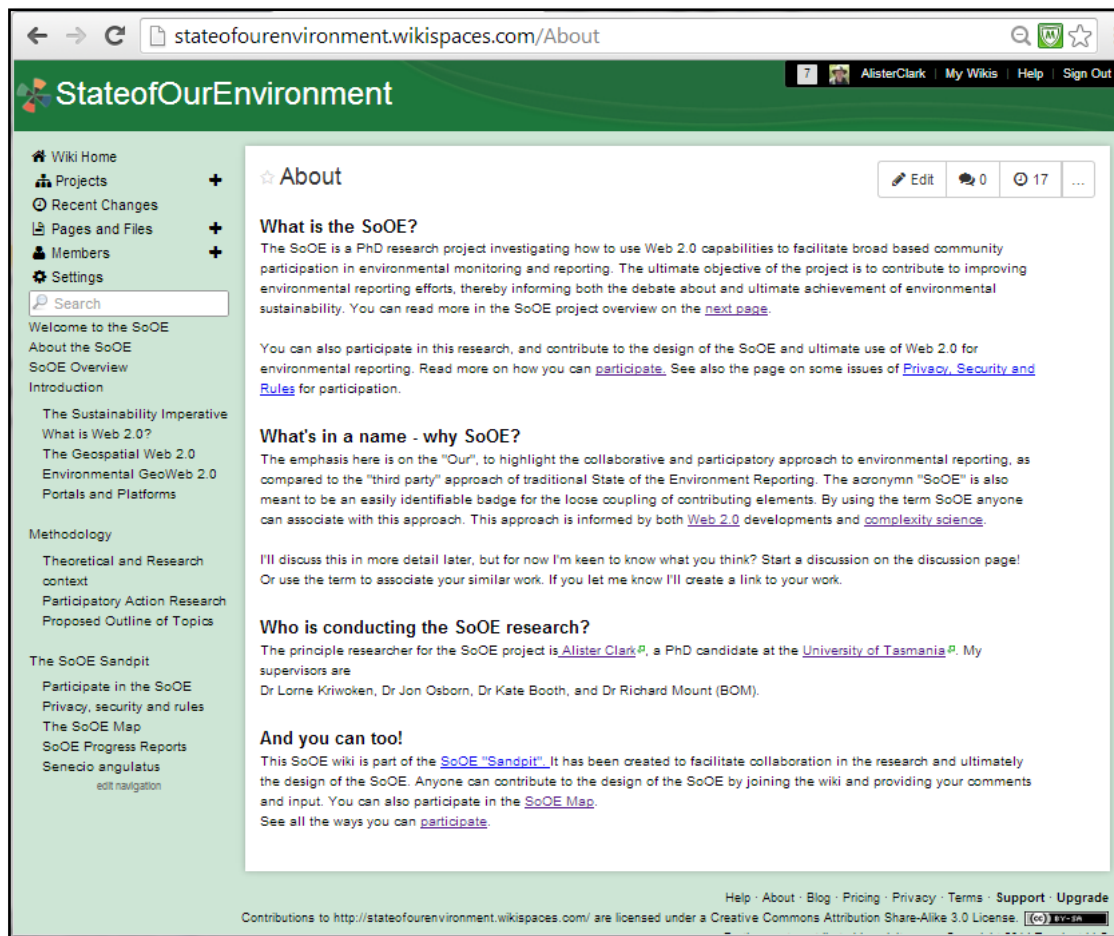 stateofourenvironment.wikispaces.com/About
7 AlisterClark | My Wikis | Help | Sign Out
StateofOurEnvironment
Wiki Home
Projects +
Recent Changes
Pages and Files +
Members +
Settings
Search
Welcome to the SoOE
About the SoOE
SoOE Overview
Introduction
The Sustainability Imperative
What is Web 2.0?
The Geospatial Web 2.0
Environmental GeoWeb 2.0
Portals and Platforms
Methodology
Theoretical and Research
context
Participatory Action Research
Proposed Outline of Topics
The SoOE Sandpit
Participate in the SoOE
Privacy, security and rules
The SoOE Map
SoOE Progress Reports
Senecio angulatus
edit navigation
About
Edit 0 17 ...
What is the SoOE?
The SoOE is a PhD research project investigating how to use Web 2.0 capabilities to facilitate broad based community
participation in environmental monitoring and reporting. The ultimate objective of the project is to contribute to improving
environmental reporting efforts, thereby informing both the debate about and ultimate achievement of environmental
sustainability. You can read more in the SoOE project overview on the next page.
You can also participate in this research, and contribute to the design of the SoOE and ultimate use of Web 2.0 for
environmental reporting. Read more on how you can participate. See also the page on some issues of Privacy, Security and
Rules for participation.
What's in a name - why SoOE?
The emphasis here is on the "Our", to highlight the collaborative and participatory approach to environmental reporting, as
compared to the "third party" approach of traditional State of the Environment Reporting. The acronymn "SoOE" is also
meant to be an easily identifiable badge for the loose coupling of contributing elements. By using the term SoOE anyone
can associate with this approach. This approach is informed by both Web 2.0 developments and complexity science.
I'll discuss this in more detail later, but for now I'm keen to know what you think? Start a discussion on the discussion page!
Or use the term to associate your similar work. If you let me know I'll create a link to your work.
Who is conducting the SoOE research?
The principle researcher for the SoOE project is Alister Clark, a PhD candidate at the University of Tasmania. My
supervisors are
Dr Lorne Kriwoken, Dr Jon Osborn, Dr Kate Booth, and Dr Richard Mount (BOM).
And you can too!
This SoOE wiki is part of the SoOE "Sandpit". It has been created to facilitate collaboration in the research and ultimately
the design of the SoOE. Anyone can contribute to the design of the SoOE by joining the wiki and providing your comments
and input. You can also participate in the SoOE Map.
See all the ways you can participate.
Help · About · Blog · Pricing · Privacy · Terms · Support · Upgrade
Contributions to http://stateofourenvironment.wikispaces.com/ are licensed under a Creative Commons Attribution Share-Alike 3.0 License. (cc) BY-SA